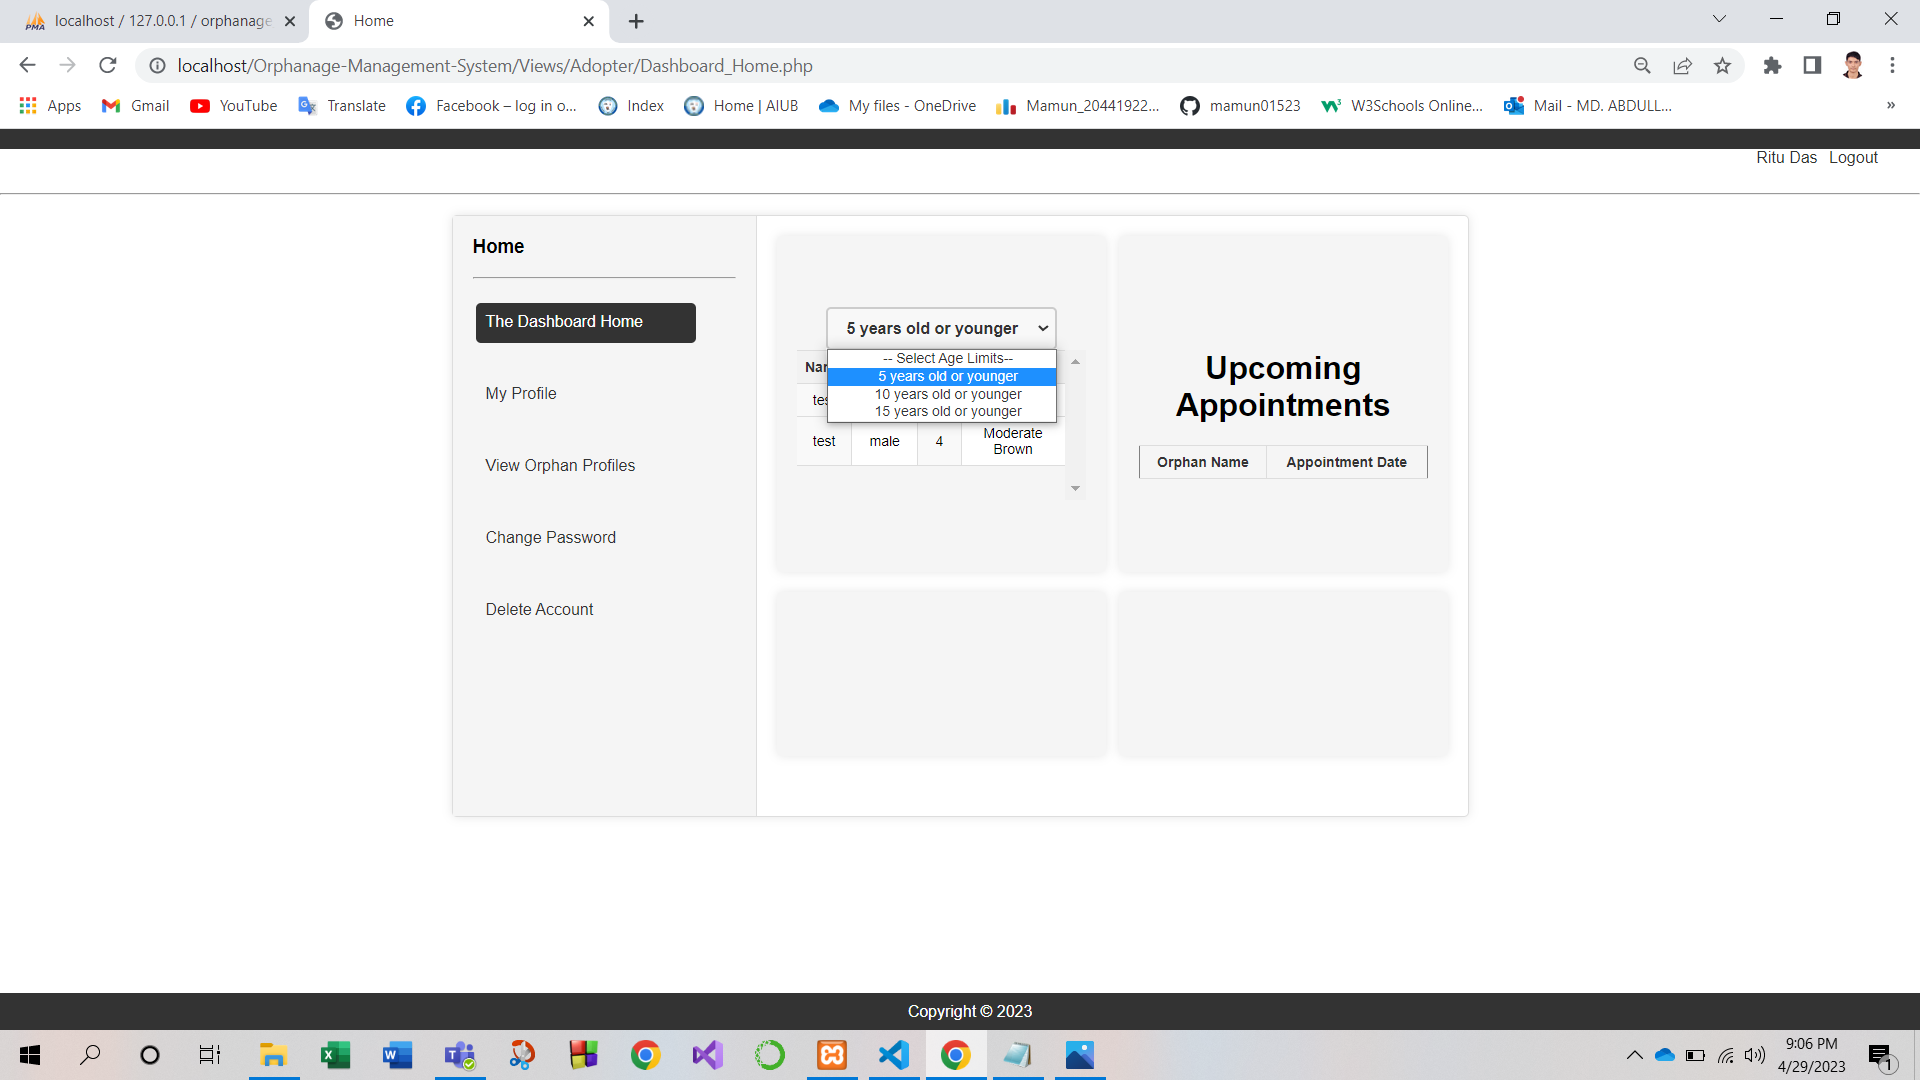 localhost / 127.0.0.1 / orphanage
Home
localhost/Orphanage-Management-System/Views/Adopter/Dashboard_Home.php
Apps
Gmail
YouTube
Translate
Facebook – log in o...
Index
Home | AIUB
My files - OneDrive
Mamun_20441922...
mamun01523
W3Schools Online...
Mail - MD. ABDULL...
»
Ritu Das Logout
Home
The Dashboard Home
My Profile
View Orphan Profiles
Change Password
Delete Account
5 years old or younger
-- Select Age Limits--
5 years old or younger
10 years old or younger
15 years old or younger
test male 4 Moderate
Brown
Upcoming
Appointments
Orphan Name Appointment Date
Copyright © 2023
9:06 PM
4/29/2023
1